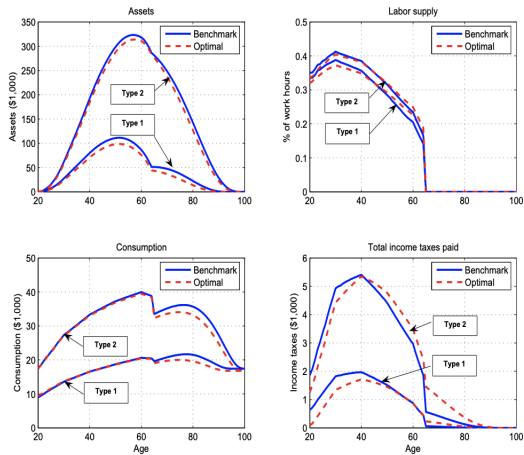 Assets
Assets ($1,000)
350
300
250
200
150
100
50
0
20 40 60 80 100
Benchmark
Optimal
Type 2
Type 1
Labor supply
% of work hours
0.5
0.4
0.3
0.2
0.1
0
20 40 60 80 100
Benchmark
Optimal
Type 2
Type 1
Consumption
Consumption ($1,000)
50
40
30
20
10
0
20 40 60 80 100
Age
Benchmark
Optimal
Type 2
Type 1
Total income taxes paid
Income taxes ($1,000)
6
5
4
3
2
1
0
20 40 60 80 100
Age
Benchmark
Optimal
Type 2
Type 1